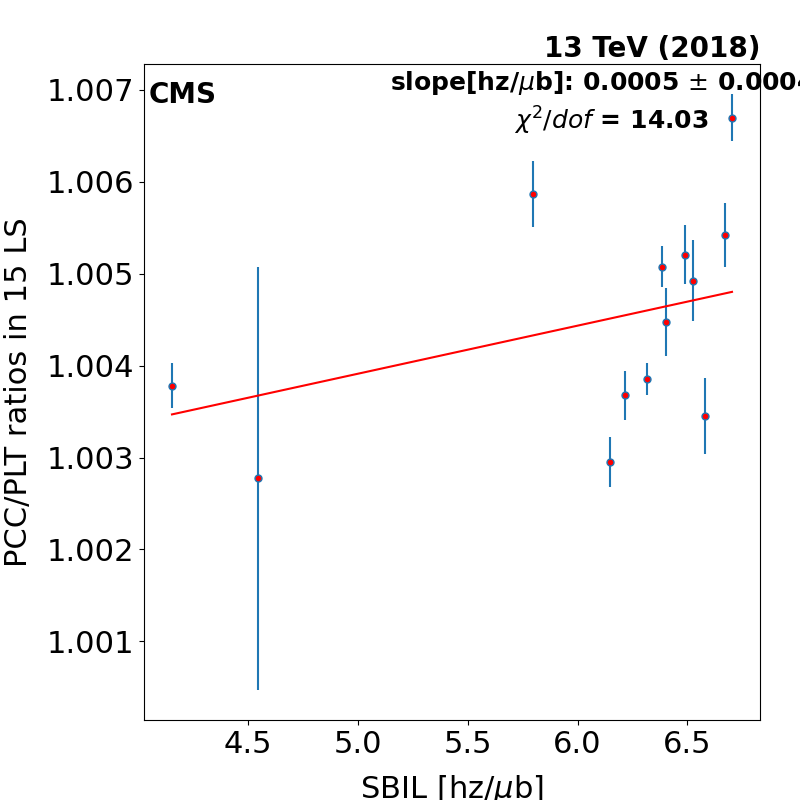 13 TeV (2018)
CMS
slope[hz/μb]: 0.0005 ± 0.0004
χ²/dof = 14.03
PCC/PLT ratios in 15 LS
1.007
1.006
1.005
1.004
1.003
1.002
1.001
4.5 5.0 5.5 6.0 6.5
SBIL [hz/μb]